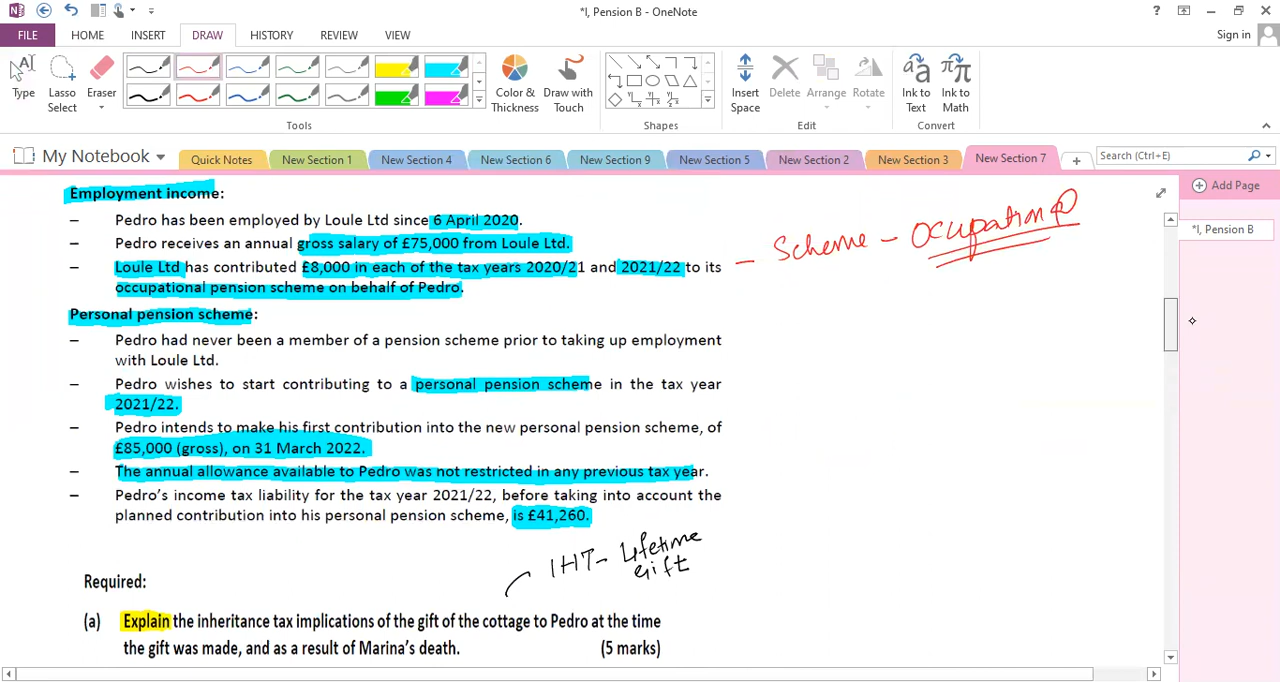 *I, Pension B - OneNote
?
Sign in
FILE HOME INSERT DRAW HISTORY REVIEW VIEW
Type
Lasso Select
Eraser
Color & Thickness
Draw with Touch
Insert Space
Delete
Arrange
Rotate
Ink to Text
Ink to Math
Tools Shapes Edit Convert
My Notebook
Quick Notes New Section 1 New Section 4 New Section 6 New Section 9 New Section 5 New Section 2 New Section 3 New Section 7
Search (Ctrl+E)
Add Page
*I, Pension B
Employment income:
– Pedro has been employed by Loule Ltd since 6 April 2020.
– Pedro receives an annual gross salary of £75,000 from Loule Ltd.
– Loule Ltd has contributed £8,000 in each of the tax years 2020/21 and 2021/22 to its
occupational pension scheme on behalf of Pedro.
– Scheme – Occupational
Personal pension scheme:
– Pedro had never been a member of a pension scheme prior to taking up employment
with Loule Ltd.
– Pedro wishes to start contributing to a personal pension scheme in the tax year
2021/22.
– Pedro intends to make his first contribution into the new personal pension scheme, of
£85,000 (gross), on 31 March 2022.
– The annual allowance available to Pedro was not restricted in any previous tax year.
– Pedro's income tax liability for the tax year 2021/22, before taking into account the
planned contribution into his personal pension scheme, is £41,260.
IHT – Lifetime
Gift
Required:
(a) Explain the inheritance tax implications of the gift of the cottage to Pedro at the time
the gift was made, and as a result of Marina's death. (5 marks)